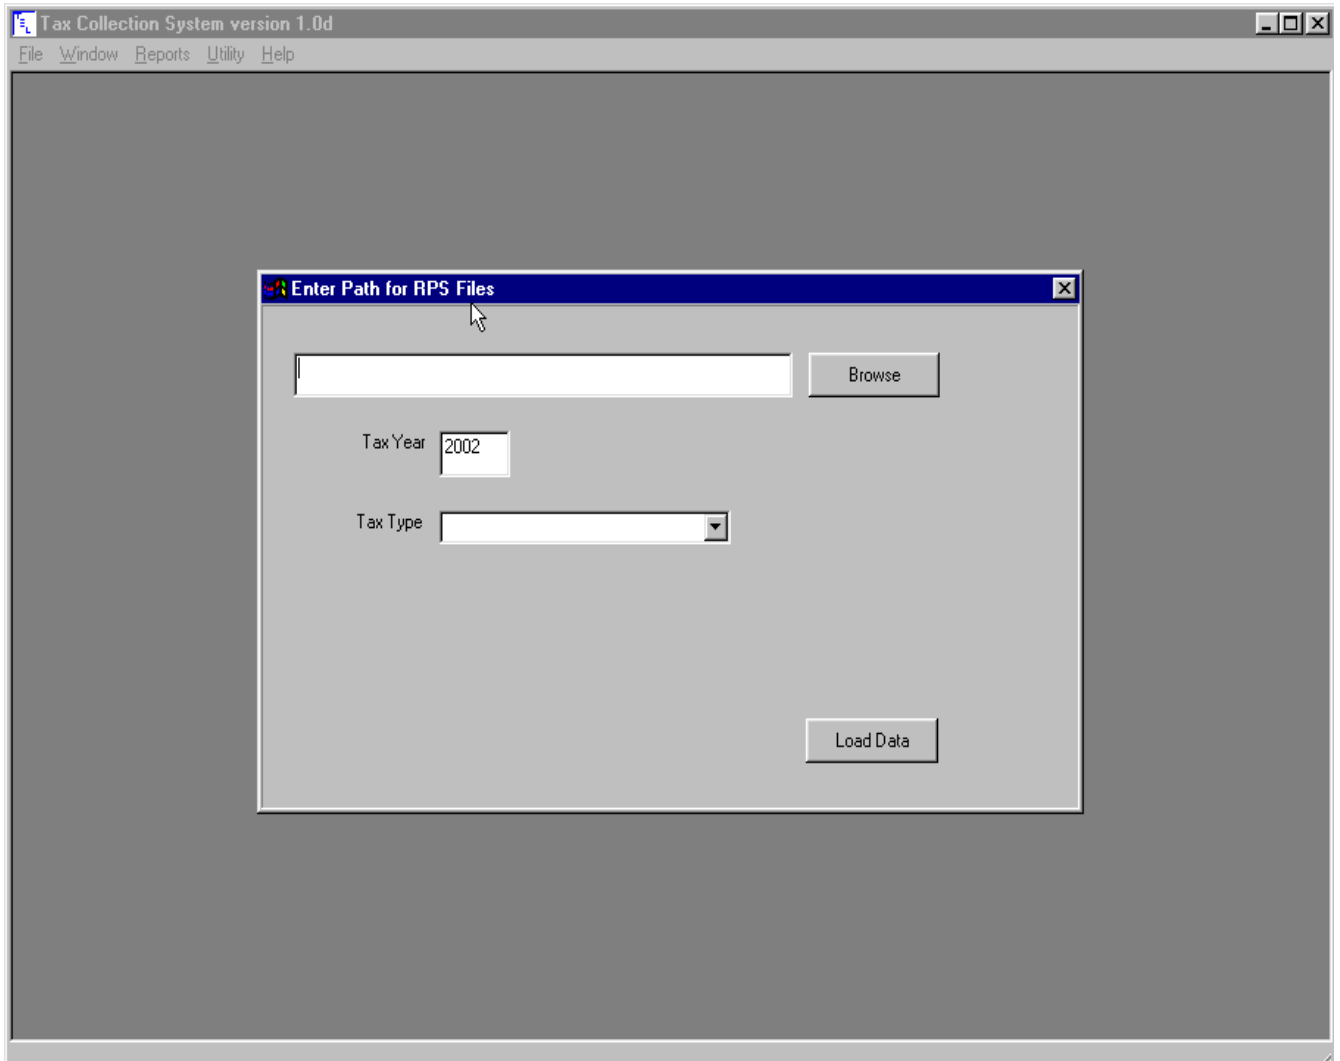 Tax Collection System version 1.0d
File Window Reports Utility Help
Enter Path for RPS Files
Browse
Tax Year 2002
Tax Type
Load Data